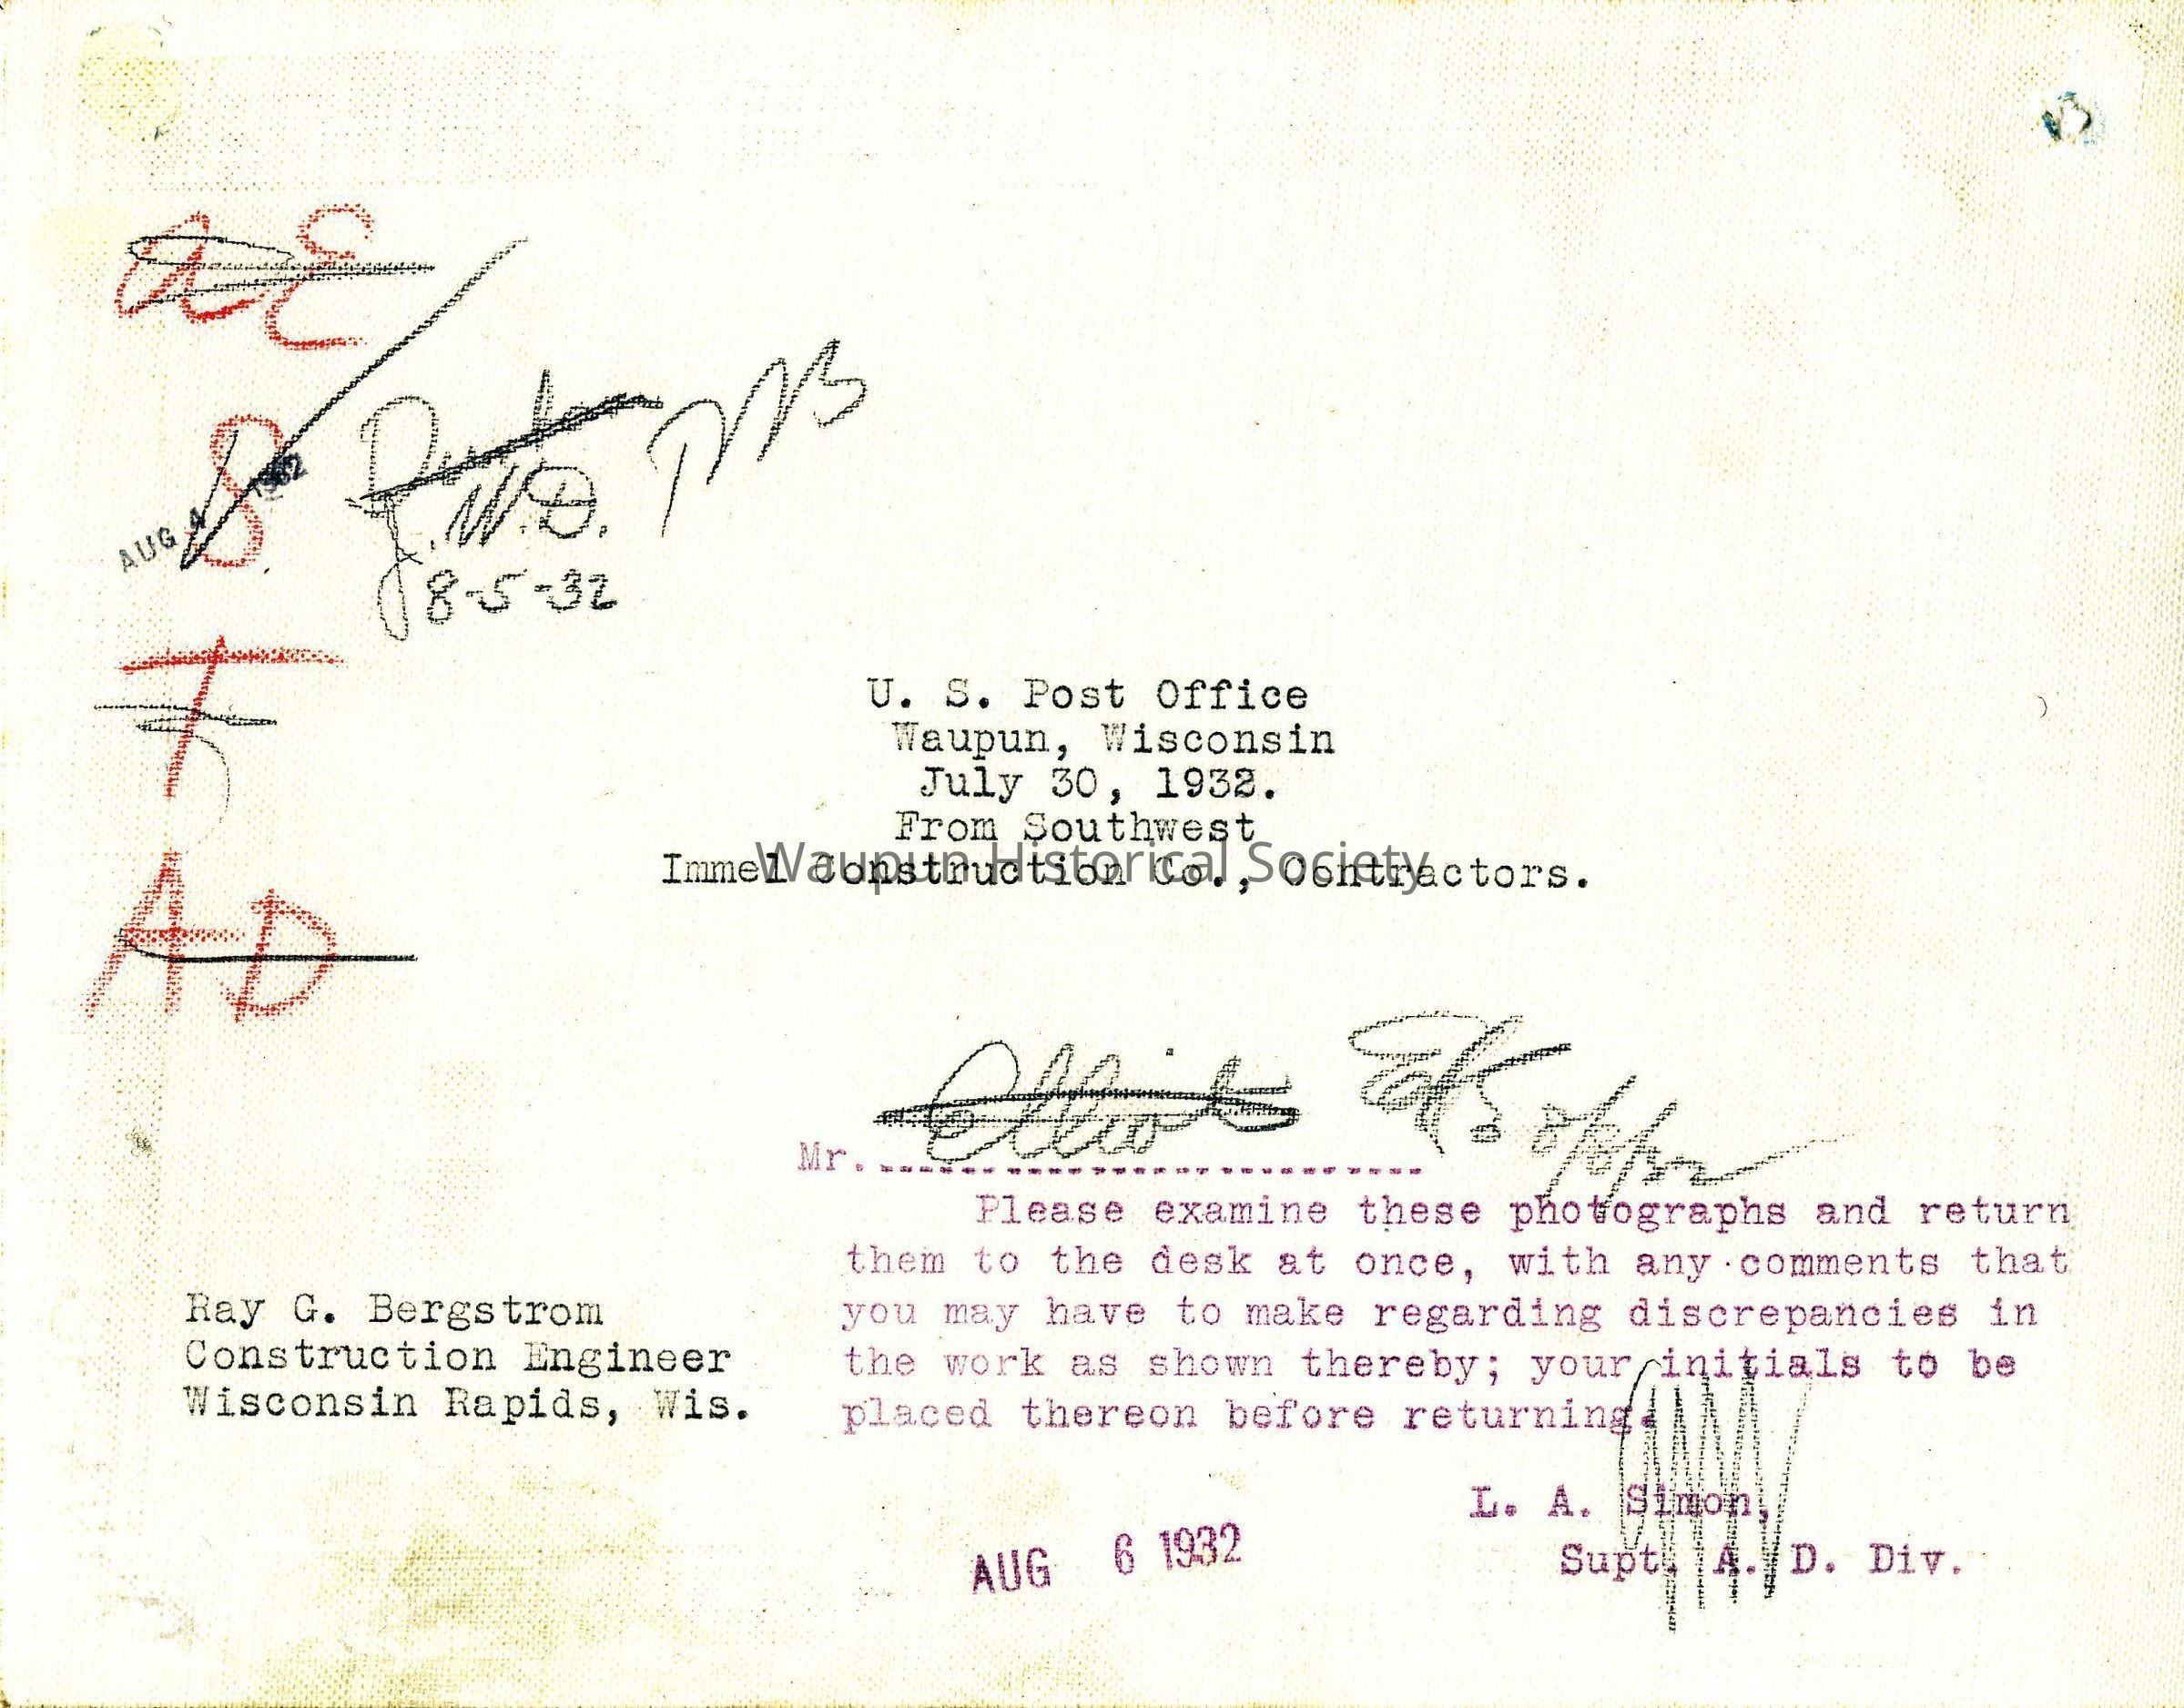 AUG 4 1932
J.W.D.
8-5-32
S
T
AD
U. S. Post Office
Waupun, Wisconsin
July 30, 1932.
From Southwest
Immel Construction Co., Contractors.
Waupun Historical Society
Mr. Elliot
Please examine these photographs and return
them to the desk at once, with any comments that
you may have to make regarding discrepancies in
the work as shown thereby; your initials to be
placed thereon before returning.
Ray G. Bergstrom
Construction Engineer
Wisconsin Rapids, Wis.
L. A. Simon,
Supt. A. D. Div.
AUG 6 1932